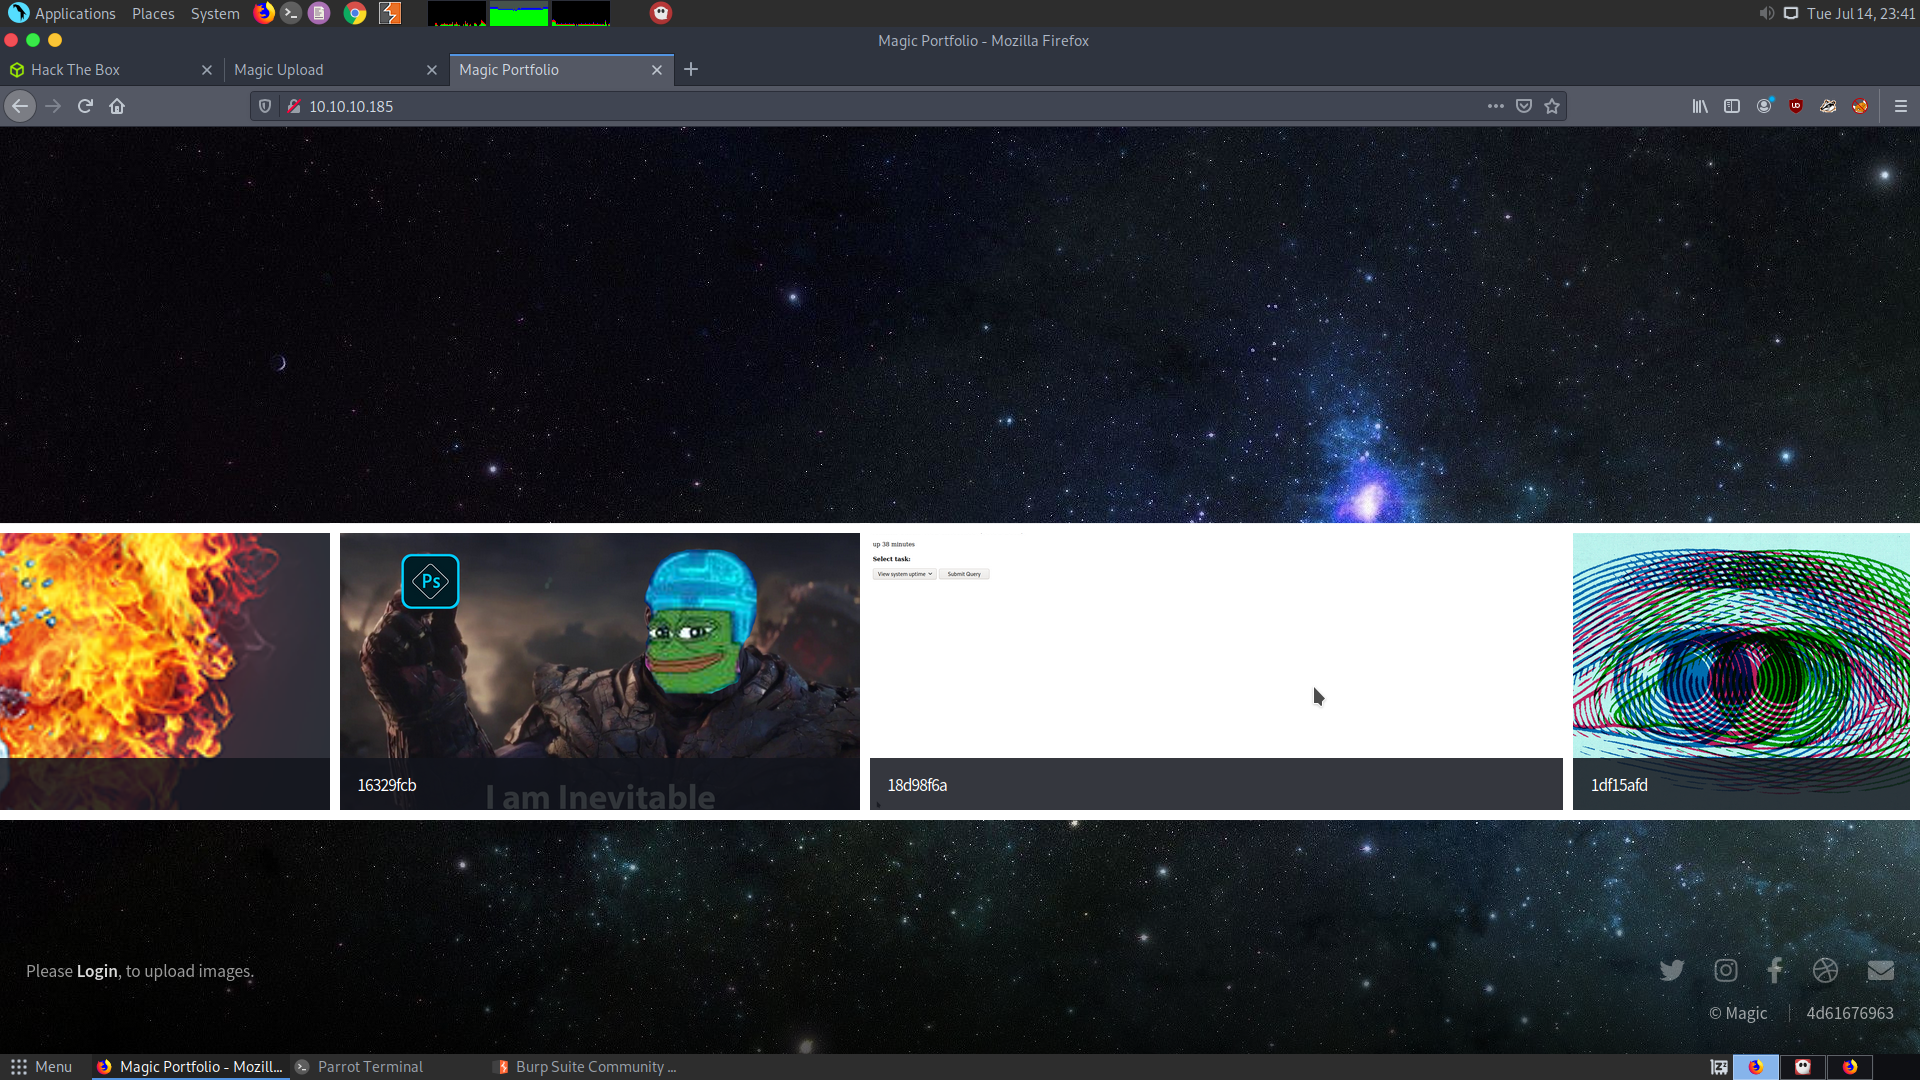 Applications Places System Tue Jul 14, 23:41
Magic Portfolio - Mozilla Firefox
Hack The Box Magic Upload Magic Portfolio
10.10.10.185
up 38 minutes
Select task:
View system uptime Submit Query
Ps
I am Inevitable
16329fcb 18d98f6a 1df15afd
Please Login, to upload images.
© Magic 4d61676963
Menu Magic Portfolio - Mozill... Parrot Terminal Burp Suite Community ...